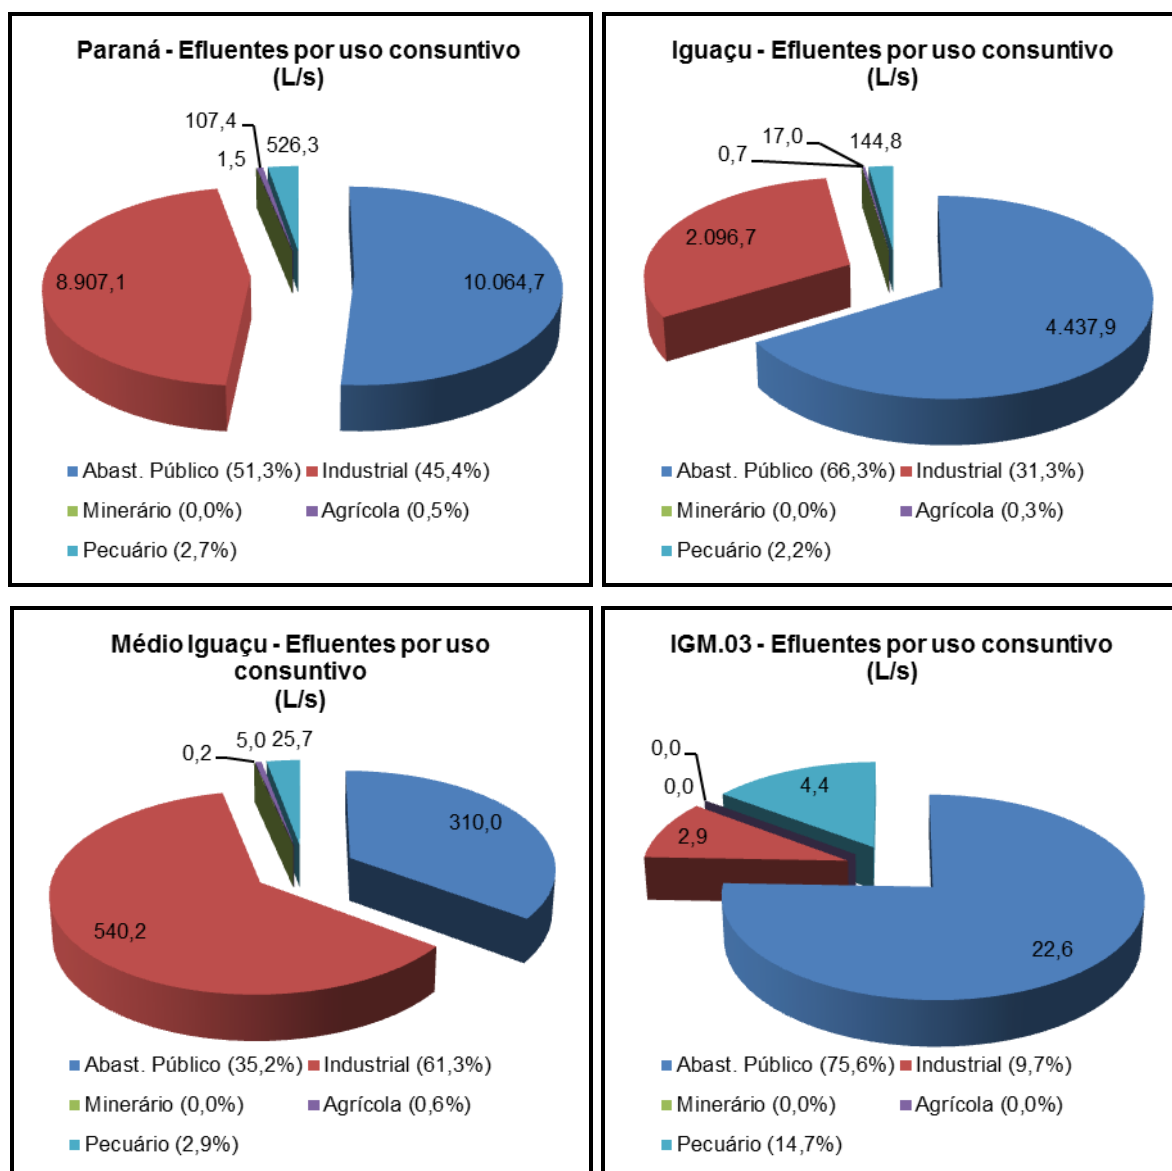 Paraná - Efluentes por uso consuntivo
(L/s)
107,4
526,3
1,5
8.907,1
10.064,7
Abast. Público (51,3%)
Industrial (45,4%)
Minerário (0,0%)
Agrícola (0,5%)
Pecuário (2,7%)
Iguaçu - Efluentes por uso consuntivo
(L/s)
17,0
144,8
0,7
2.096,7
4.437,9
Abast. Público (66,3%)
Industrial (31,3%)
Minerário (0,0%)
Agrícola (0,3%)
Pecuário (2,2%)
Médio Iguaçu - Efluentes por uso
consuntivo
(L/s)
0,2
5,0
25,7
310,0
540,2
Abast. Público (35,2%)
Industrial (61,3%)
Minerário (0,0%)
Agrícola (0,6%)
Pecuário (2,9%)
IGM.03 - Efluentes por uso consuntivo
(L/s)
0,0
0,0
4,4
2,9
22,6
Abast. Público (75,6%)
Industrial (9,7%)
Minerário (0,0%)
Agrícola (0,0%)
Pecuário (14,7%)